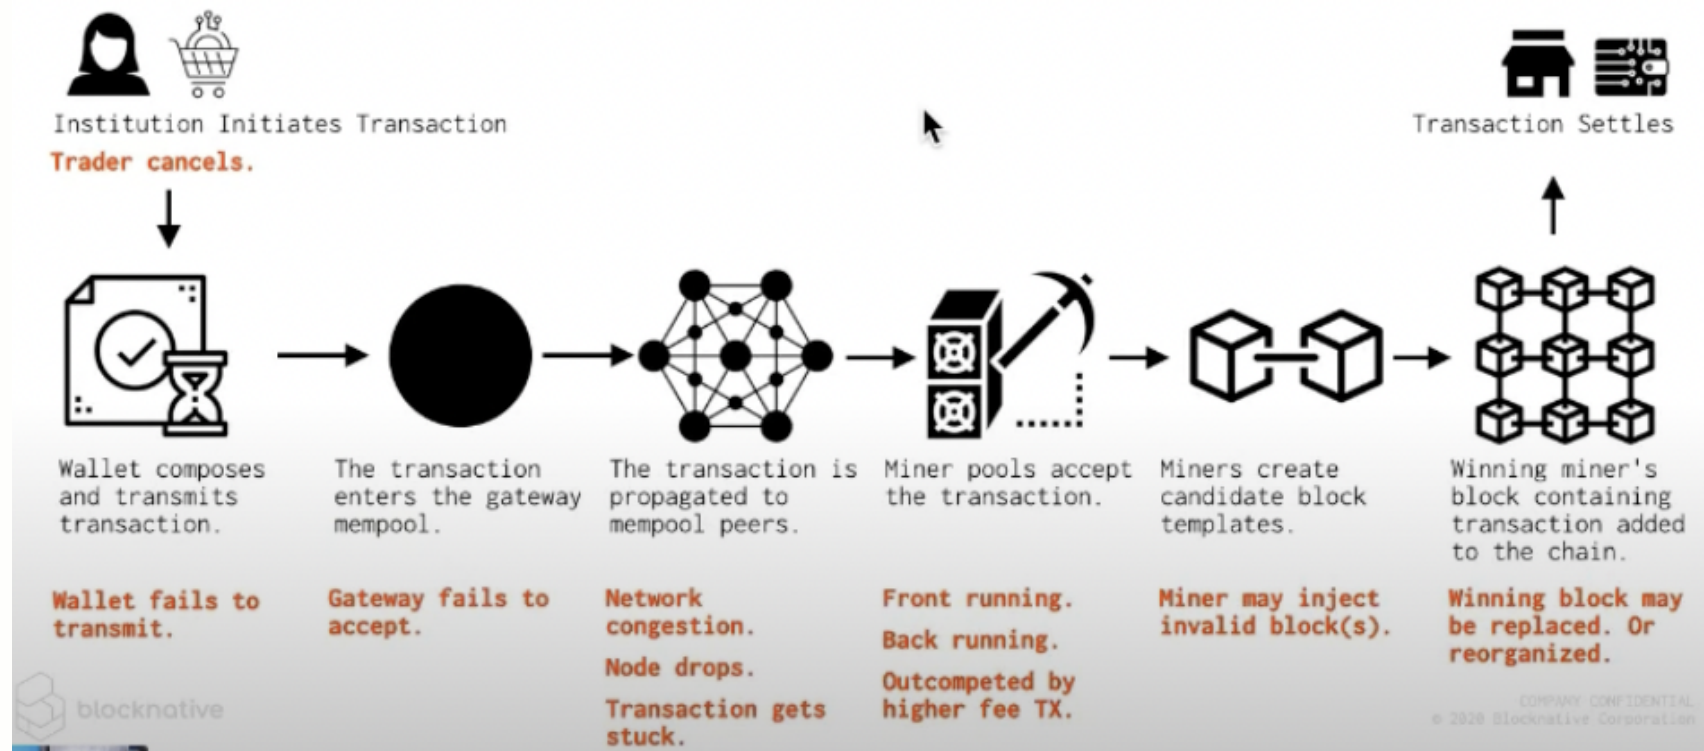 Institution Initiates Transaction
Trader cancels.
Transaction Settles
Wallet composes
and transmits
transaction.
Wallet fails to
transmit.
The transaction
enters the gateway
mempool.
Gateway fails to
accept.
The transaction is
propagated to
mempool peers.
Network
congestion.
Node drops.
Transaction gets
stuck.
Miner pools accept
the transaction.
Front running.
Back running.
Outcompeted by
higher fee TX.
Miners create
candidate block
templates.
Miner may inject
invalid block(s).
Winning miner's
block containing
transaction added
to the chain.
Winning block may
be replaced. Or
reorganized.
blocknative
COMPANY CONFIDENTIAL
© 2020 Blocknative Corporation